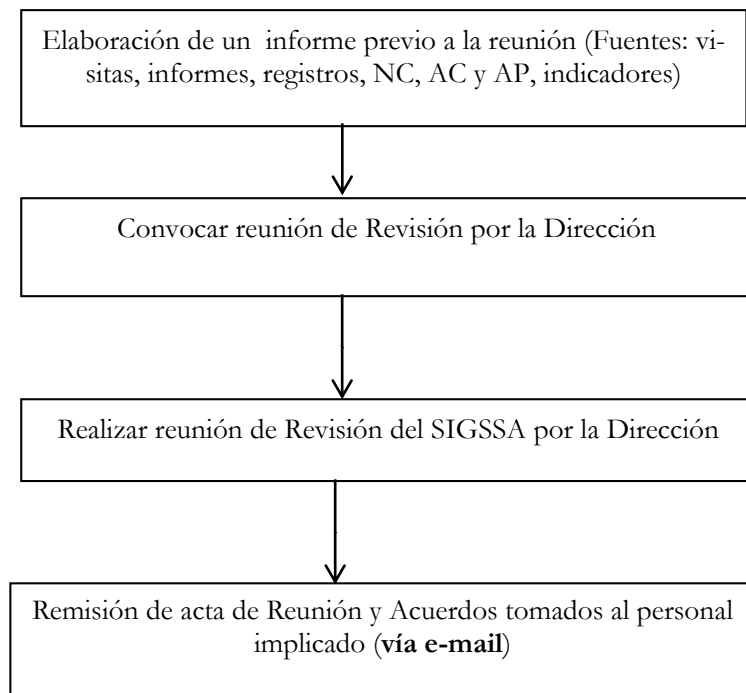 Elaboración de un  informe previo a la reunión (Fuentes: vi-
sitas, informes, registros, NC, AC y AP, indicadores)
Convocar reunión de Revisión por la Dirección
Realizar reunión de Revisión del SIGSSA por la Dirección
Remisión de acta de Reunión y Acuerdos tomados al personal
implicado (vía e-mail)